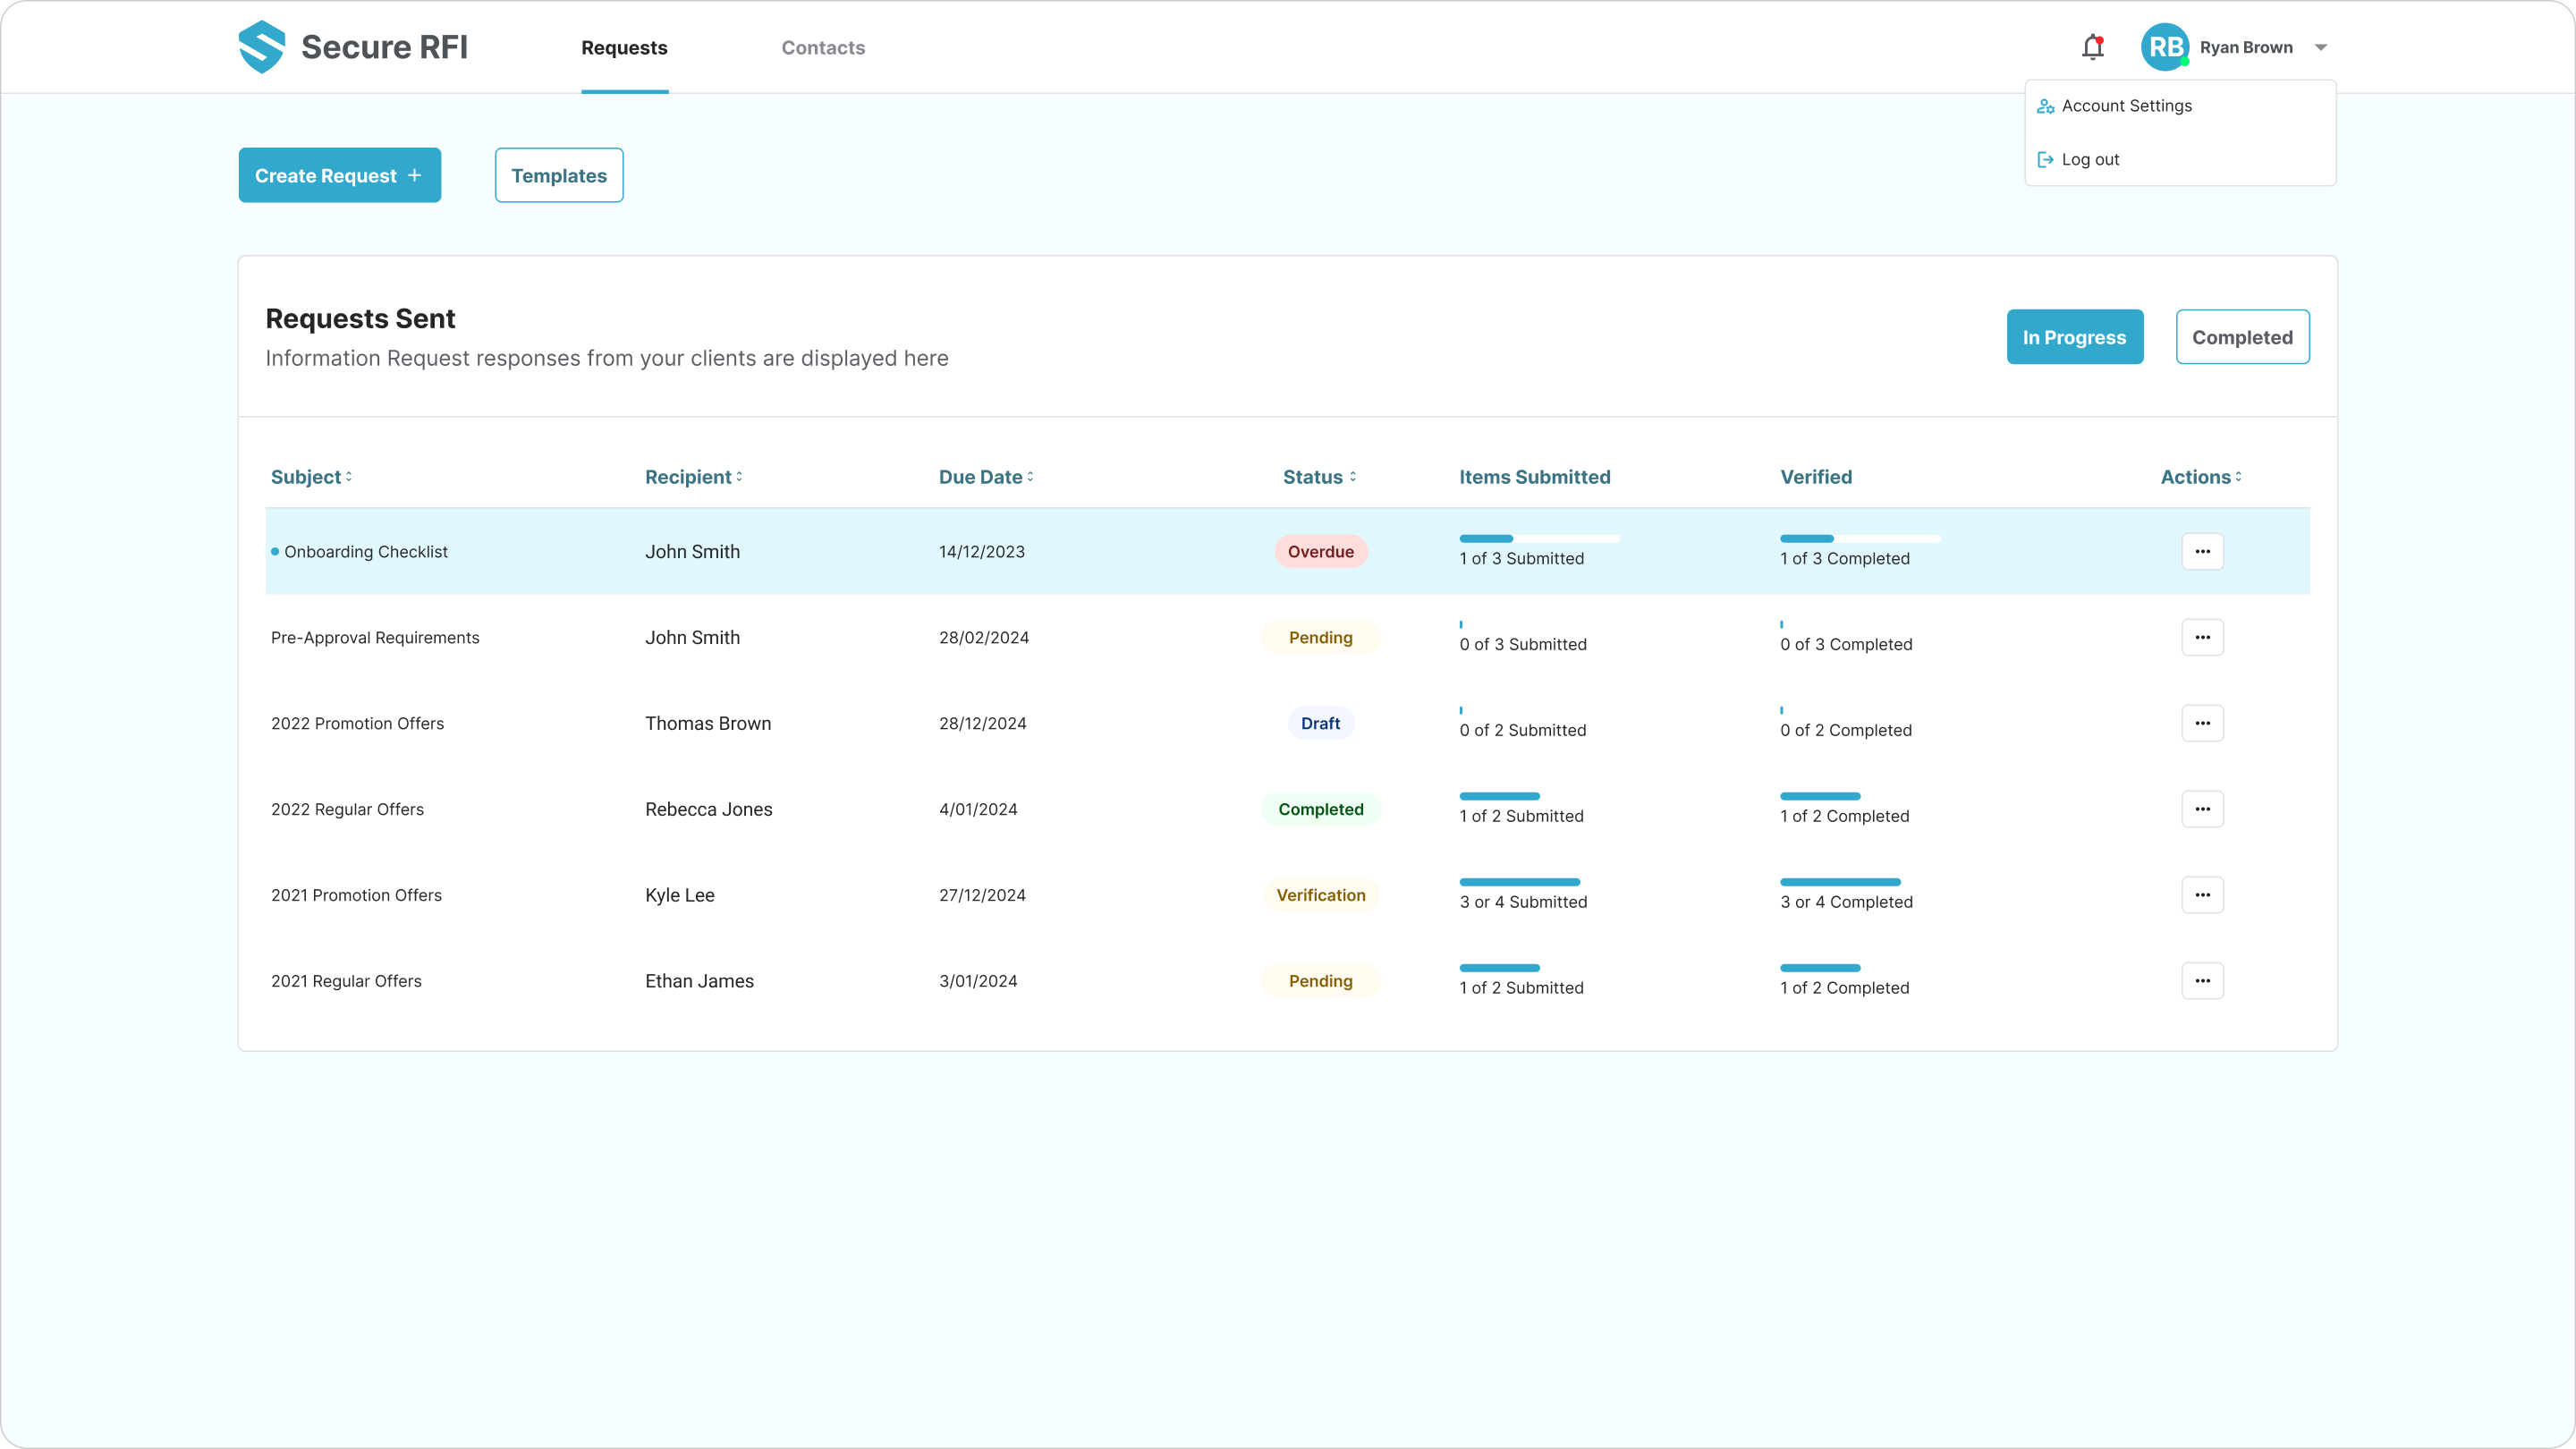 Secure RFI
Requests
Contacts
RB
Ryan Brown
Account Settings
Log out
Create Request +
Templates
Requests Sent
Information Request responses from your clients are displayed here
In Progress
Completed
Subject
Recipient
Due Date
Status
Items Submitted
Verified
Actions
Onboarding Checklist
John Smith
14/12/2023
Overdue
1 of 3 Submitted
1 of 3 Completed
Pre-Approval Requirements
John Smith
28/02/2024
Pending
0 of 3 Submitted
0 of 3 Completed
2022 Promotion Offers
Thomas Brown
28/12/2024
Draft
0 of 2 Submitted
0 of 2 Completed
2022 Regular Offers
Rebecca Jones
4/01/2024
Completed
1 of 2 Submitted
1 of 2 Completed
2021 Promotion Offers
Kyle Lee
27/12/2024
Verification
3 or 4 Submitted
3 or 4 Completed
2021 Regular Offers
Ethan James
3/01/2024
Pending
1 of 2 Submitted
1 of 2 Completed